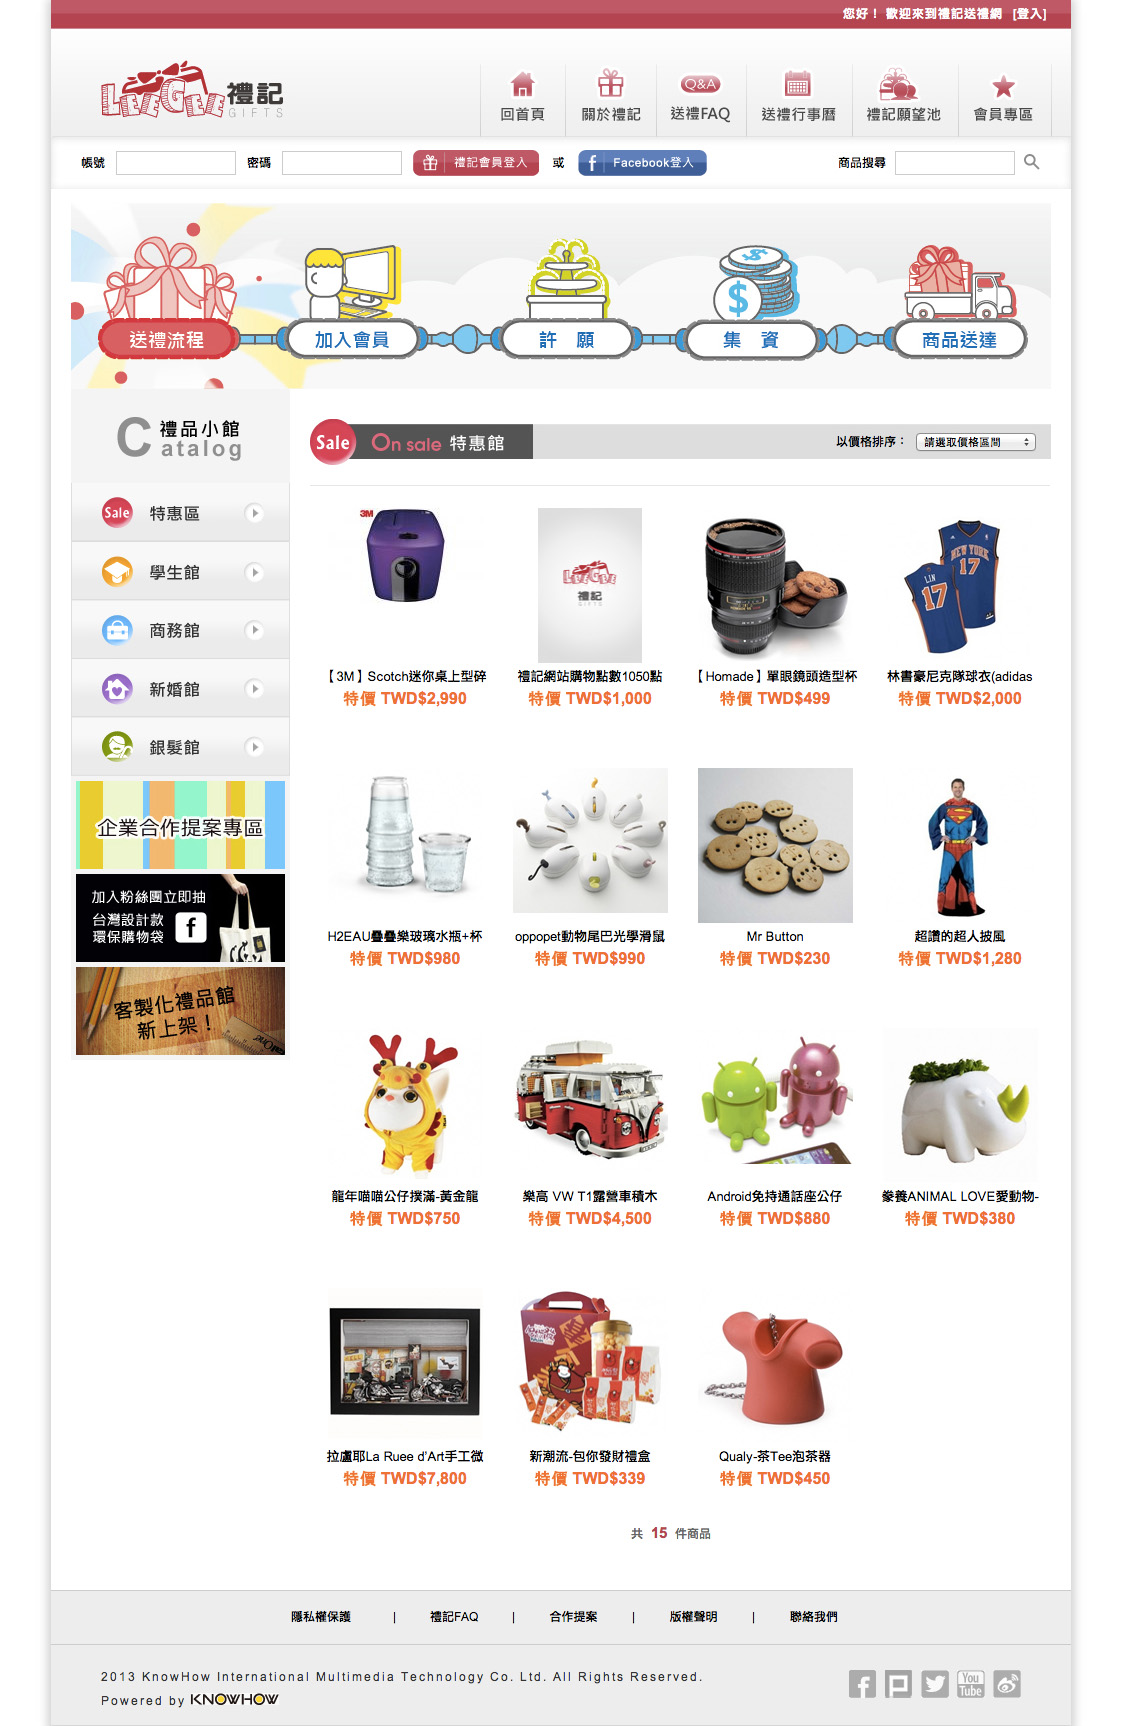 您好！ 歡迎來到禮記送禮網 [登入]
LEEGEE 禮記
GIFTS
回首頁
關於禮記
Q&A
送禮FAQ
送禮行事曆
禮記願望池
會員專區
帳號
密碼
禮記會員登入
或
f Facebook登入
商品搜尋
送禮流程
加入會員
許 願
$
集 資
商品送達
Catalog 禮品小館
Sale 特惠區
學生館
商務館
新婚館
銀髮館
企業合作提案專區
加入粉絲團立即抽
台灣設計款
環保購物袋
f
客製化禮品館
新上架！
Sale On sale 特惠館
以價格排序：
請選取價格區間
3M
LEEGEE
禮記
GIFTS
NEW YORK
17
LIN
17
【3M】Scotch迷你桌上型碎
特價 TWD$2,990
禮記網站購物點數1050點
特價 TWD$1,000
【Homade】單眼鏡頭造型杯
特價 TWD$499
林書豪尼克隊球衣(adidas
特價 TWD$2,000
H2EAU疊疊樂玻璃水瓶+杯
特價 TWD$980
oppopet動物尾巴光學滑鼠
特價 TWD$990
Mr Button
特價 TWD$230
超讚的超人披風
特價 TWD$1,280
龍年喵喵公仔撲滿-黃金龍
特價 TWD$750
樂高 VW T1露營車積木
特價 TWD$4,500
Android免持通話座公仔
特價 TWD$880
豢養ANIMAL LOVE愛動物-
特價 TWD$380
拉盧耶La Ruee d'Art手工微
特價 TWD$7,800
新潮流-包你發財禮盒
特價 TWD$339
Qualy-茶Tee泡茶器
特價 TWD$450
共 15 件商品
隱私權保護 | 禮記FAQ | 合作提案 | 版權聲明 | 聯絡我們
2013 KnowHow International Multimedia Technology Co. Ltd. All Rights Reserved.
Powered by KNOWHOW
You
Tube